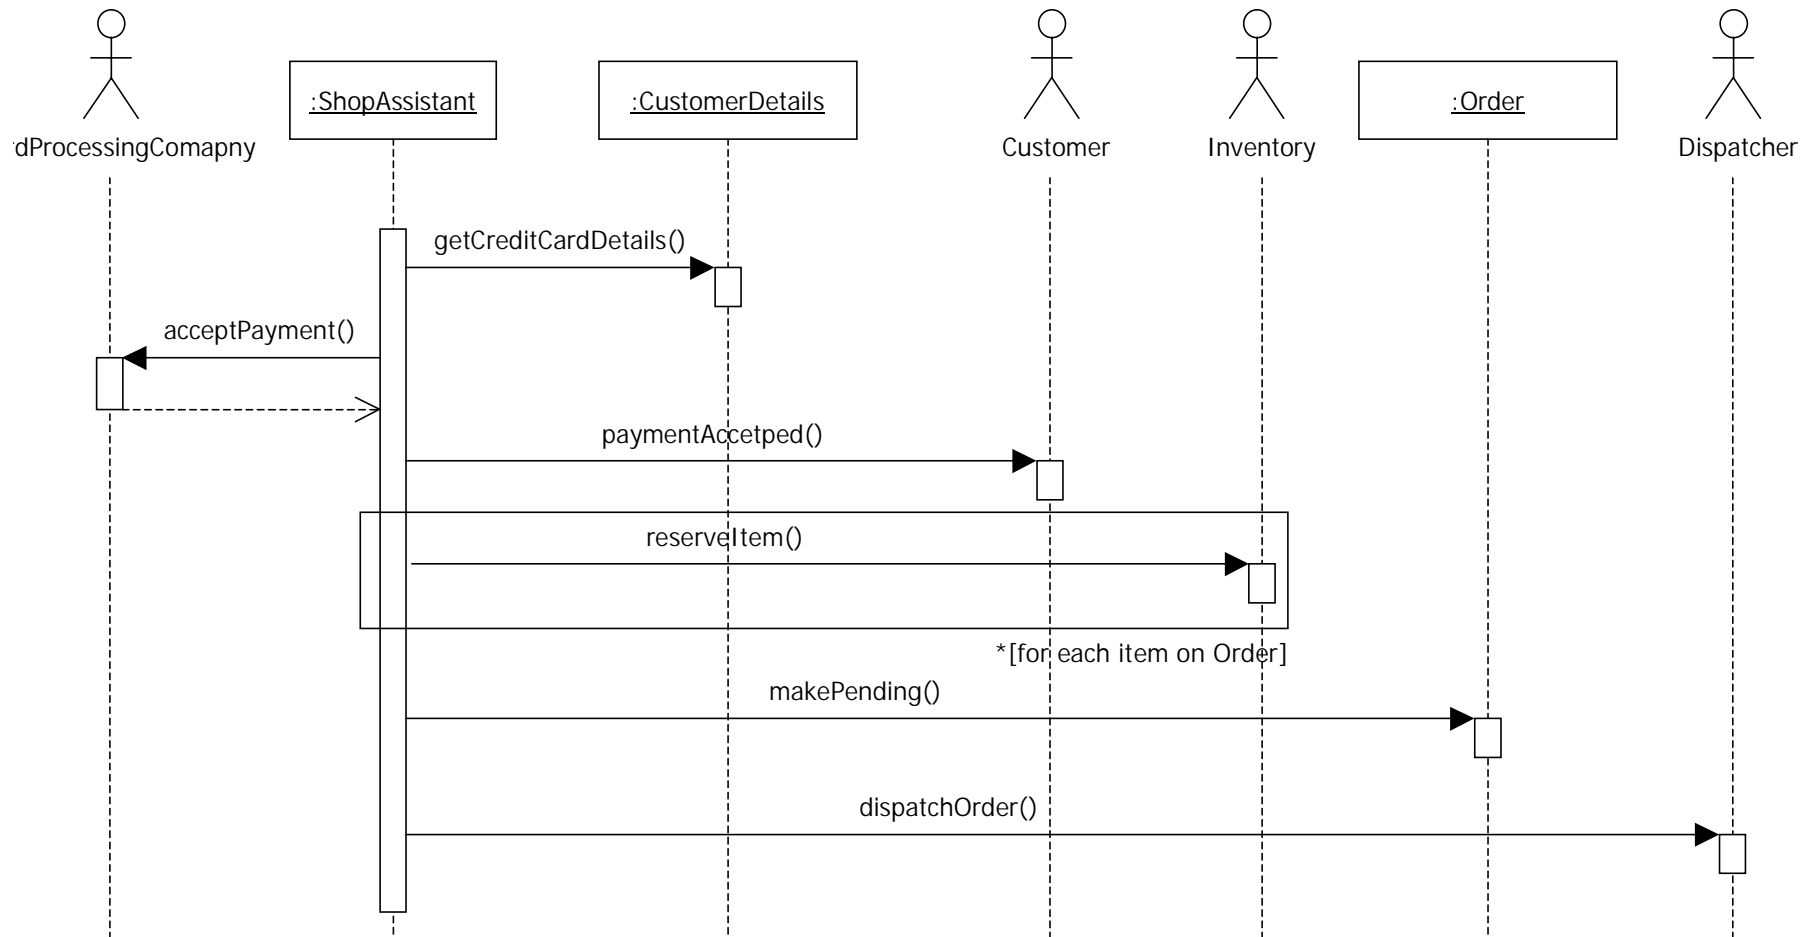 :ShopAssistant
:CustomerDetails
:Order
dProcessingComapny
Customer
Inventory
Dispatcher
getCreditCardDetails()
acceptPayment()
paymentAccetped()
reserveItem()
*[for each item on Order]
makePending()
dispatchOrder()